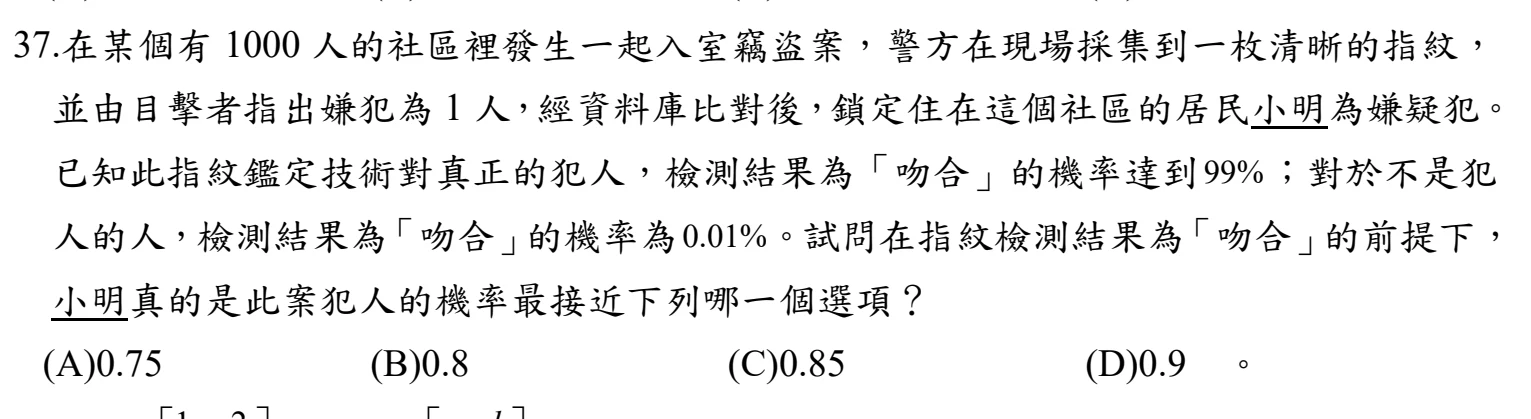 37.在某個有 1000 人的社區裡發生一起入室竊盜案，警方在現場採集到一枚清晰的指紋，
並由目擊者指出嫌犯為 1 人，經資料庫比對後，鎖定住在這個社區的居民小明為嫌疑犯。
已知此指紋鑑定技術對真正的犯人，檢測結果為「吻合」的機率達到99%；對於不是犯
人的人，檢測結果為「吻合」的機率為0.01%。試問在指紋檢測結果為「吻合」的前提下，
小明真的是此案犯人的機率最接近下列哪一個選項？
(A)0.75 (B)0.8 (C)0.85 (D)0.9 。